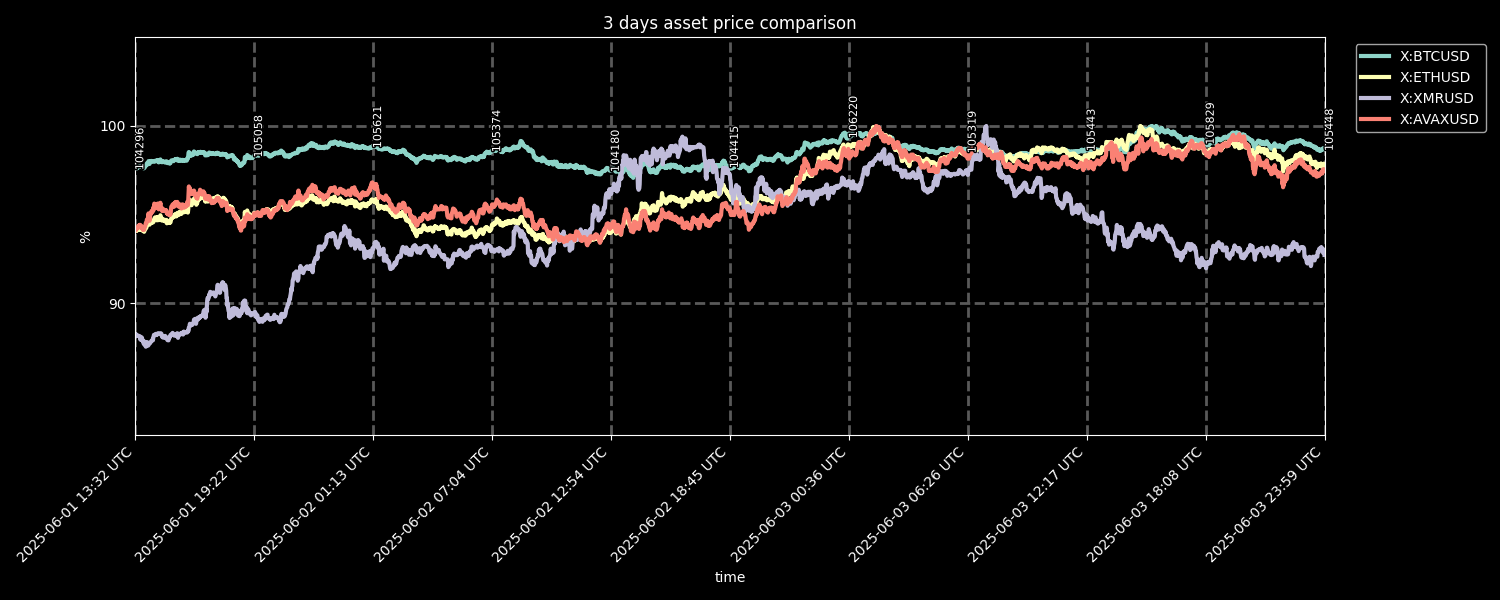 3 days asset price comparison
X:BTCUSD
X:ETHUSD
X:XMRUSD
X:AVAXUSD
100
90
%
104296
105058
105621
105374
104180
104415
106220
105319
105443
105829
105448
2025-06-01 13:32 UTC
2025-06-01 19:22 UTC
2025-06-02 01:13 UTC
2025-06-02 07:04 UTC
2025-06-02 12:54 UTC
2025-06-02 18:45 UTC
2025-06-03 00:36 UTC
2025-06-03 06:26 UTC
2025-06-03 12:17 UTC
2025-06-03 18:08 UTC
2025-06-03 23:59 UTC
time